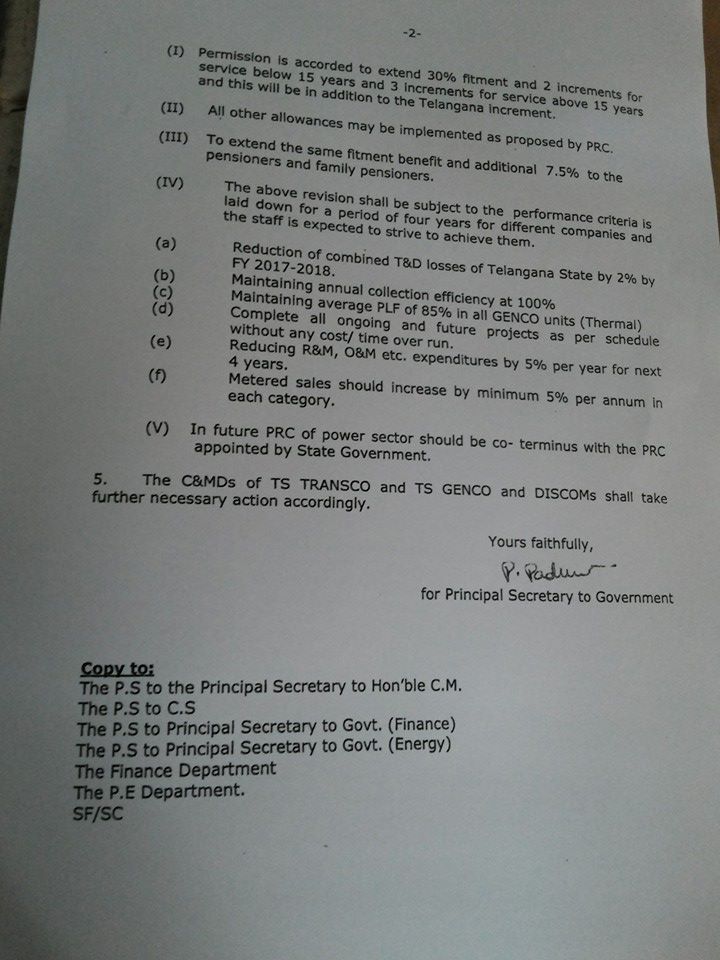 -2-
(I) Permission is accorded to extend 30% fitment and 2 increments for
service below 15 years and 3 increments for service above 15 years
and this will be in addition to the Telangana increment.
(II) All other allowances may be implemented as proposed by PRC.
(III) To extend the same fitment benefit and additional 7.5% to the
pensioners and family pensioners.
(IV) The above revision shall be subject to the performance criteria is
laid down for a period of four years for different companies and
the staff is expected to strive to achieve them.
(a) Reduction of combined T&D losses of Telangana State by 2% by
FY 2017-2018.
(b) Maintaining annual collection efficiency at 100%
(c) Maintaining average PLF of 85% in all GENCO units (Thermal)
(d) Complete all ongoing and future projects as per schedule
without any cost/ time over run.
(e) Reducing R&M, O&M etc. expenditures by 5% per year for next
4 years.
(f) Metered sales should increase by minimum 5% per annum in
each category.
(V) In future PRC of power sector should be co- terminus with the PRC
appointed by State Government.
5. The C&MDs of TS TRANSCO and TS GENCO and DISCOMs shall take
further necessary action accordingly.
Yours faithfully,
P.
for Principal Secretary to Government
Copy to:
The P.S to the Principal Secretary to Hon'ble C.M.
The P.S to C.S
The P.S to Principal Secretary to Govt. (Finance)
The P.S to Principal Secretary to Govt. (Energy)
The Finance Department
The P.E Department.
SF/SC